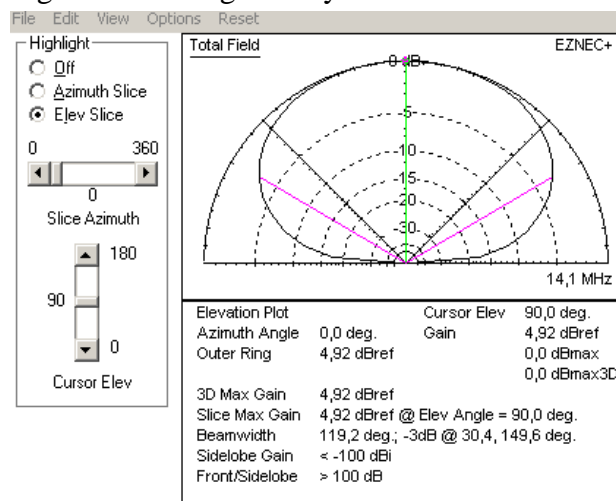 File Edit View Options Reset
Highlight
Off
Azimuth Slice
Elev Slice
0 360
0
Slice Azimuth
180
90
0
Cursor Elev
Total Field EZNEC+
0 dB
-5
-10
-15
-20
-30
14,1 MHz
Elevation Plot Cursor Elev 90,0 deg.
Azimuth Angle 0,0 deg. Gain 4,92 dBref
Outer Ring 4,92 dBref 0,0 dBmax
0,0 dBmax3D
3D Max Gain 4,92 dBref
Slice Max Gain 4,92 dBref @ Elev Angle = 90,0 deg.
Beamwidth 119,2 deg.; -3dB @ 30,4, 149,6 deg.
Sidelobe Gain < -100 dBi
Front/Sidelobe > 100 dB